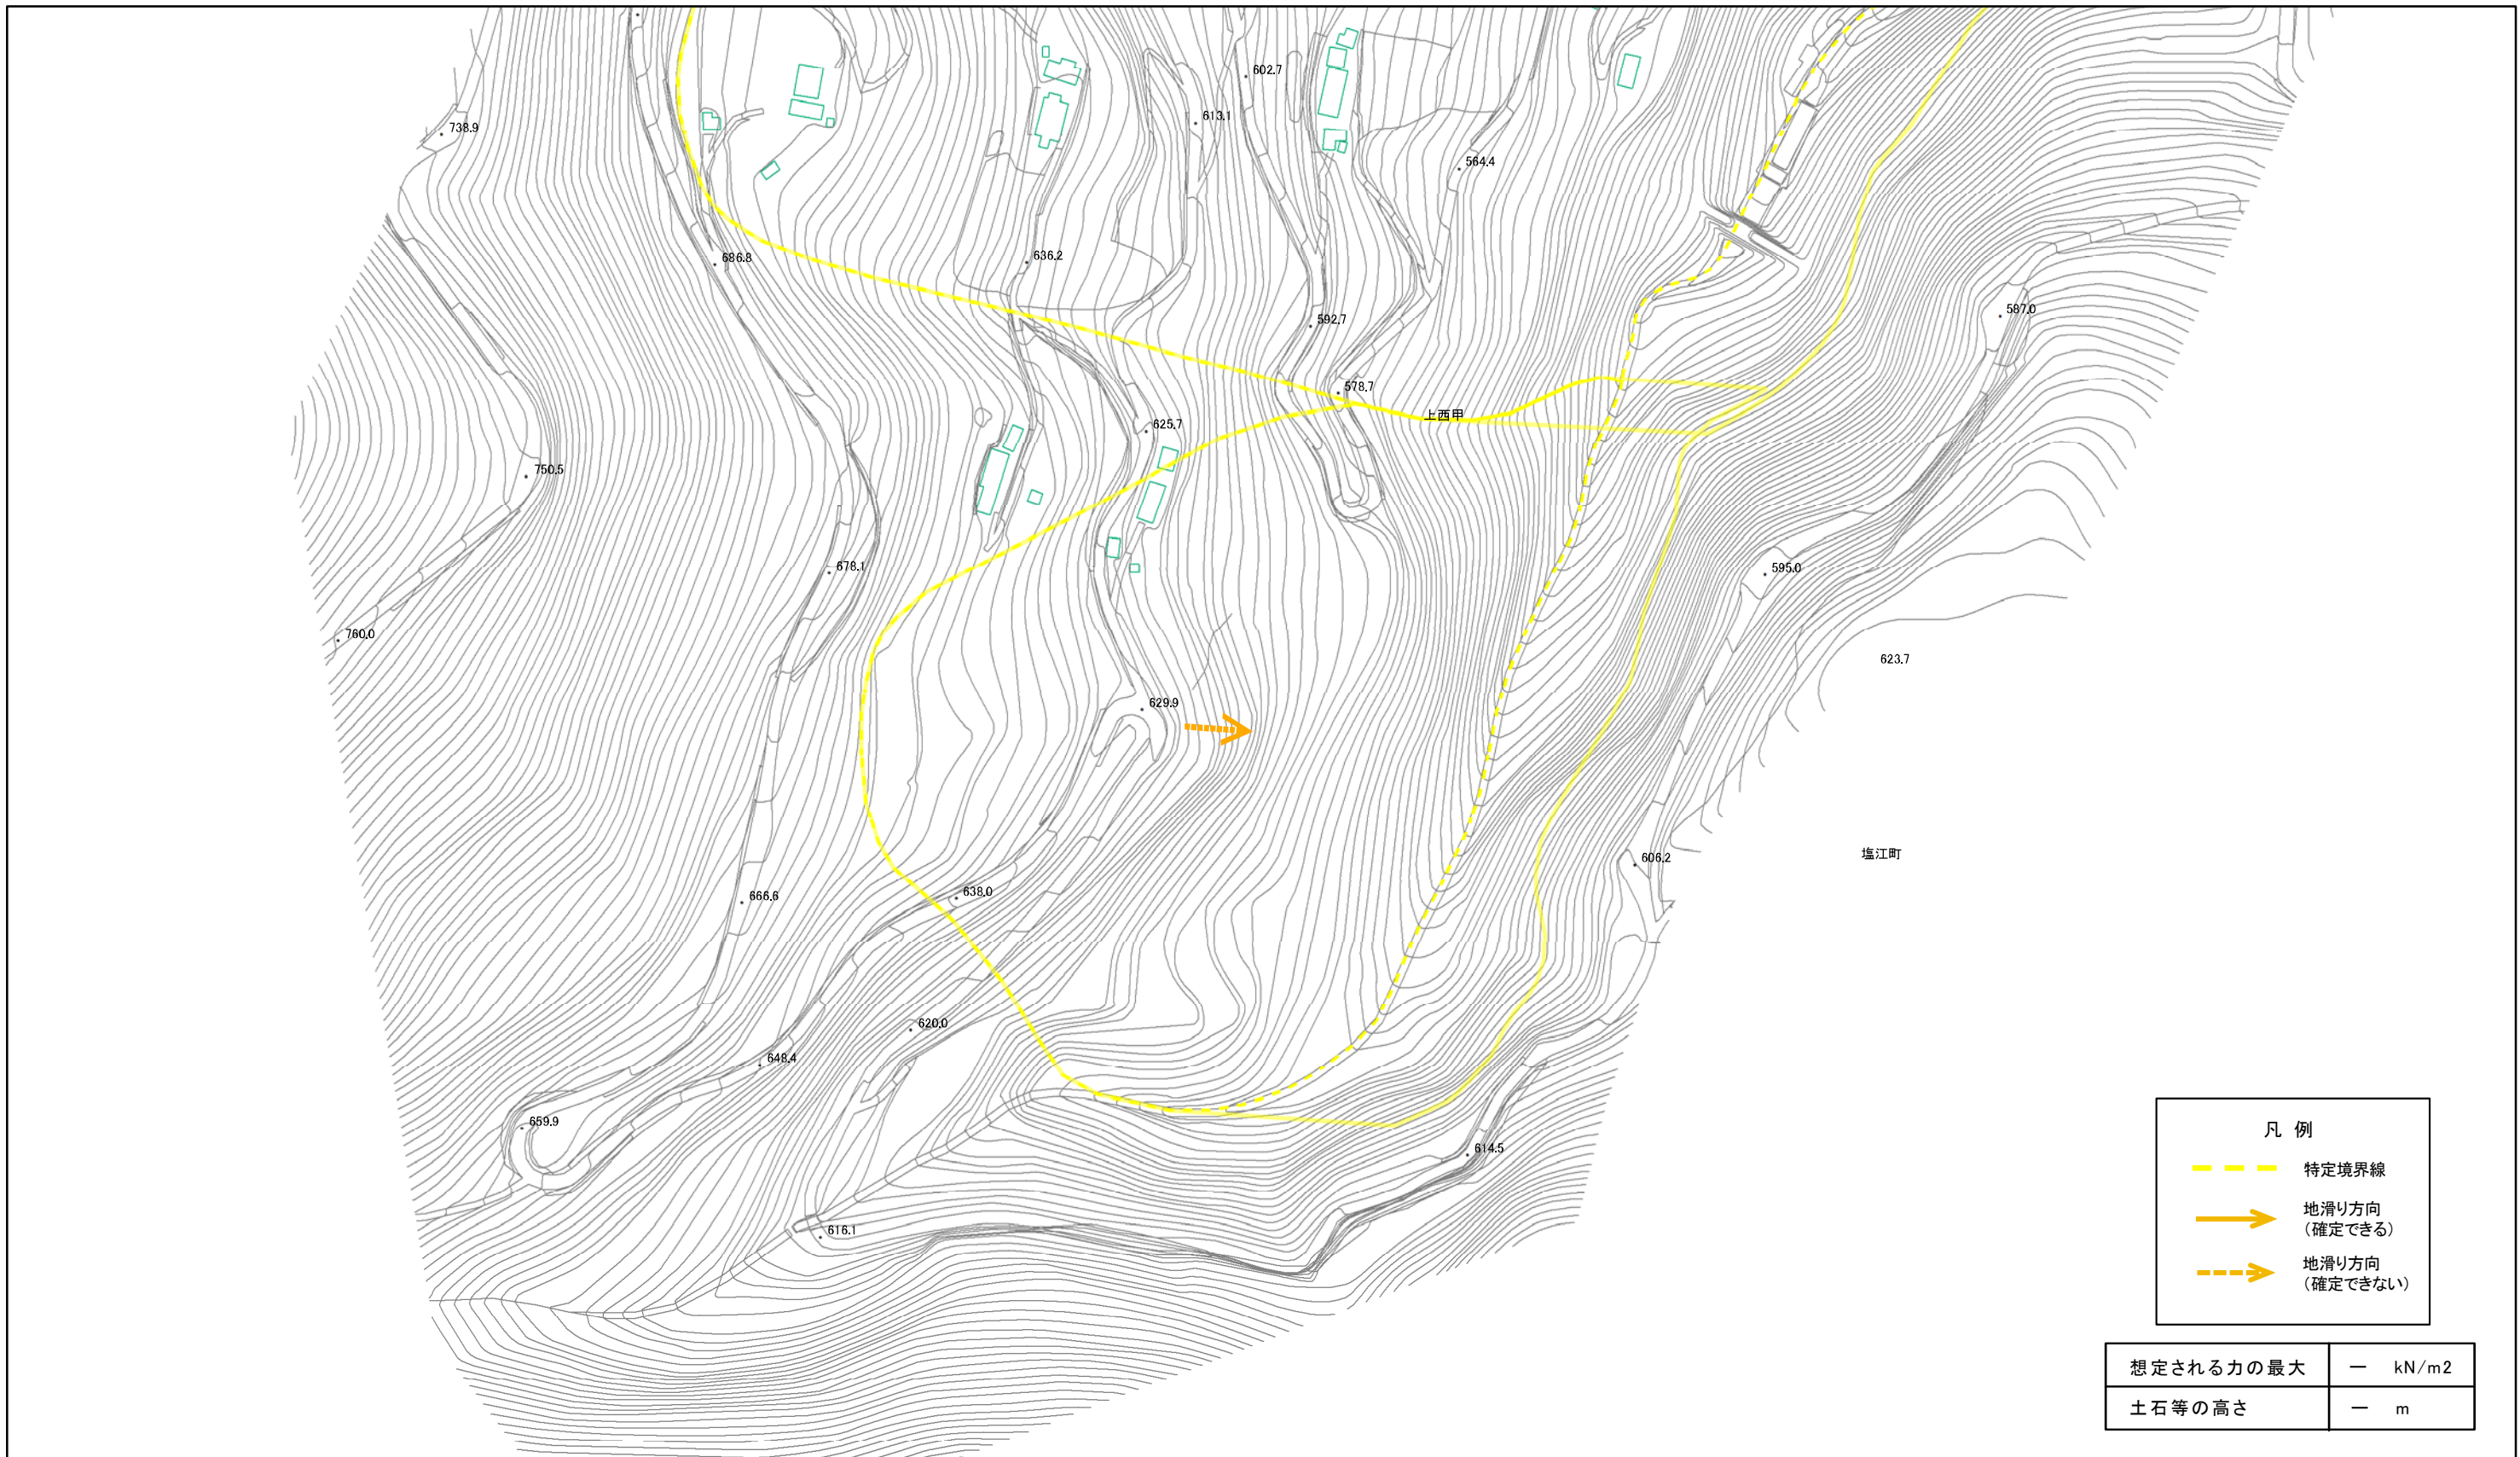 602.7
613.1
738.9
564.4
686.8
636.2
587.0
592.7
578.7
上西甲
625.7
750.5
678.1
595.0
760.0
623.7
629.9
塩江町
606.2
638.0
666.6
620.0
648.4
659.9
614.5
616.1
凡 例
特定境界線
地滑り方向
(確定できる)
地滑り方向
(確定できない)
想定される力の最大 － kN/m2
土石等の高さ － m